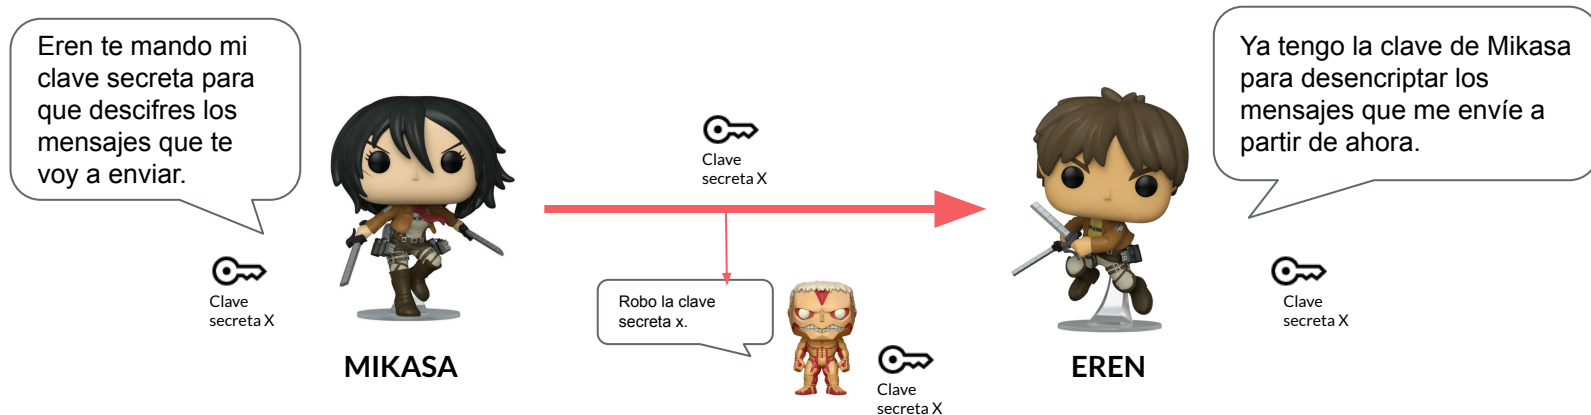 Eren te mando mi
clave secreta para
que descifres los
mensajes que te
voy a enviar.
Clave
secreta X
MIKASA
Clave
secreta X
Robo la clave
secreta x.
Clave
secreta X
Ya tengo la clave de Mikasa
para desencriptar los
mensajes que me envíe a
partir de ahora.
Clave
secreta X
EREN